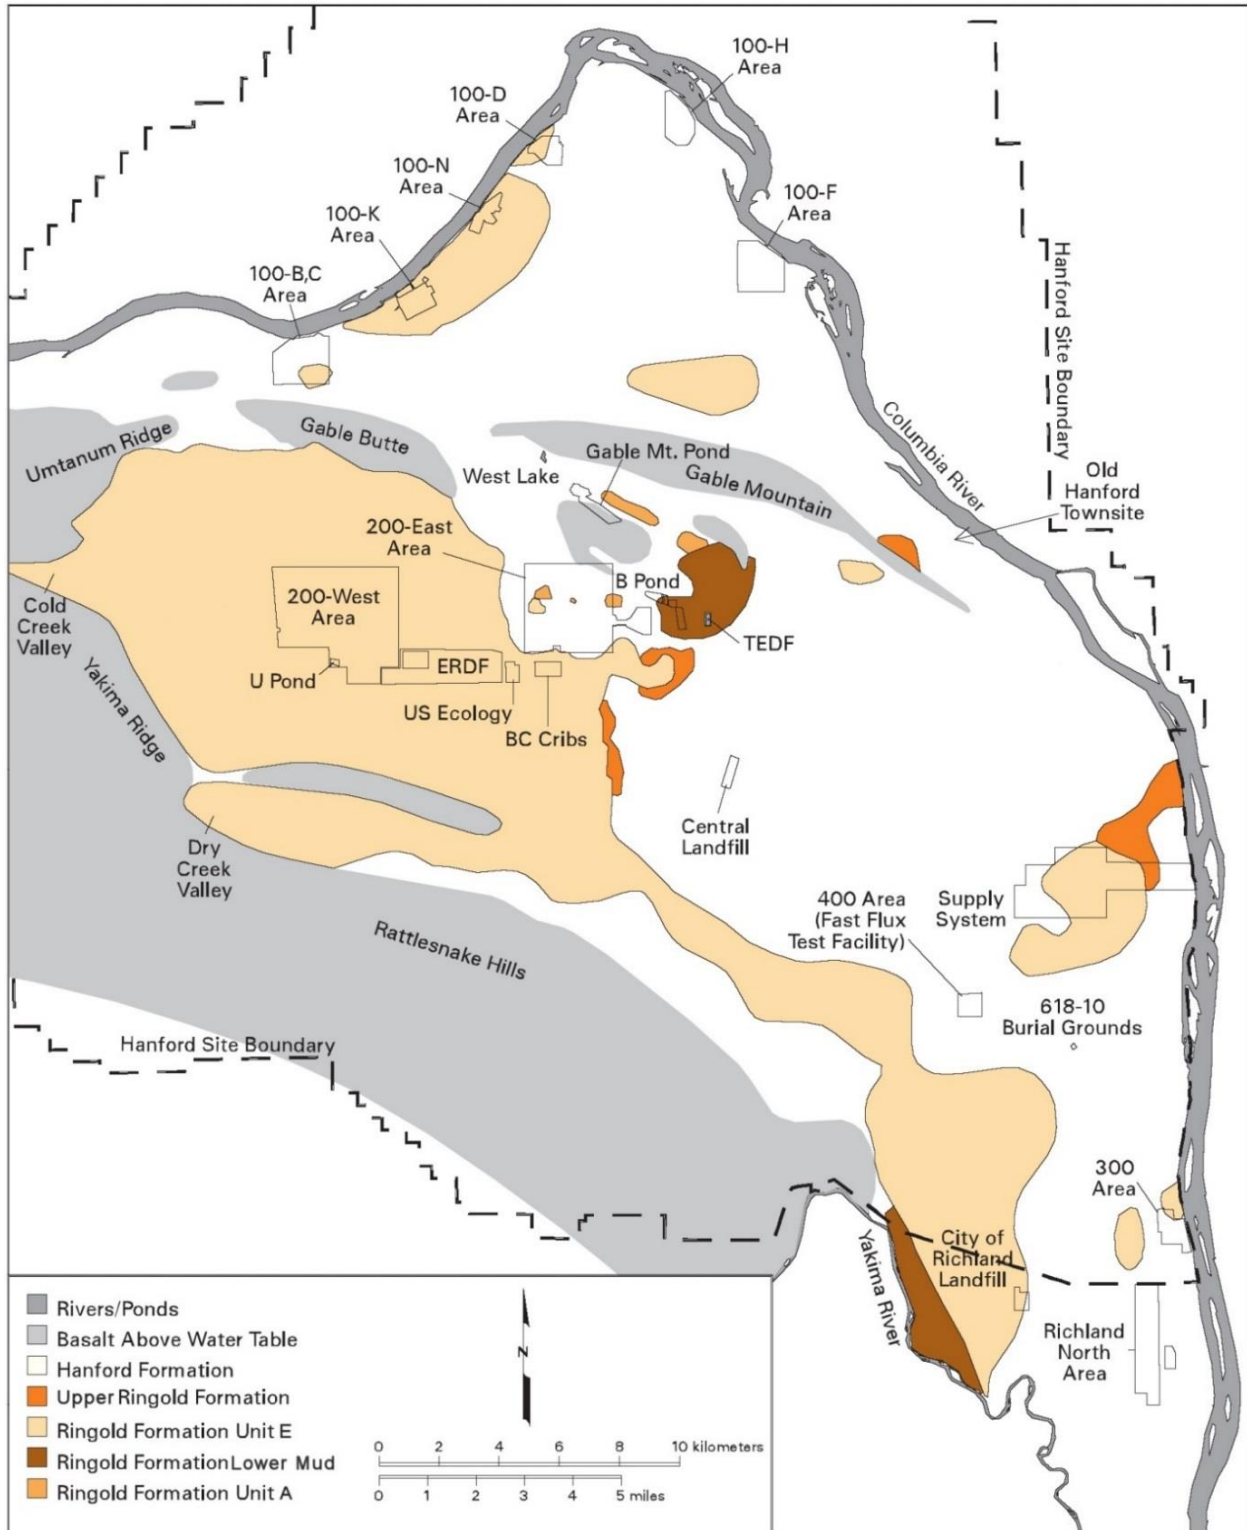 100-H
Area
100-D
Area
100-N
Area
100-F
Area
100-K
Area
100-B,C
Area
Hanford Site Boundary
Columbia River
Umtanum Ridge
Gable Butte
Gable Mt. Pond
West Lake
Gable Mountain
Old
Hanford
Townsite
200-East
Area
B Pond
200-West
Area
Cold
Creek
Valley
TEDF
ERDF
U Pond
Yakima Ridge
US Ecology
BC Cribs
Central
Landfill
Dry
Creek
Valley
400 Area
(Fast Flux
Test Facility)
Supply
System
Rattlesnake Hills
618-10
Burial Grounds
Hanford Site Boundary
300
Area
City of
Richland
Landfill
Yakima River
Richland
North
Area
Rivers/Ponds
Basalt Above Water Table
Hanford Formation
Upper Ringold Formation
Ringold Formation Unit E
Ringold Formation Lower Mud
Ringold Formation Unit A
N
0 2 4 6 8 10 kilometers
0 1 2 3 4 5 miles